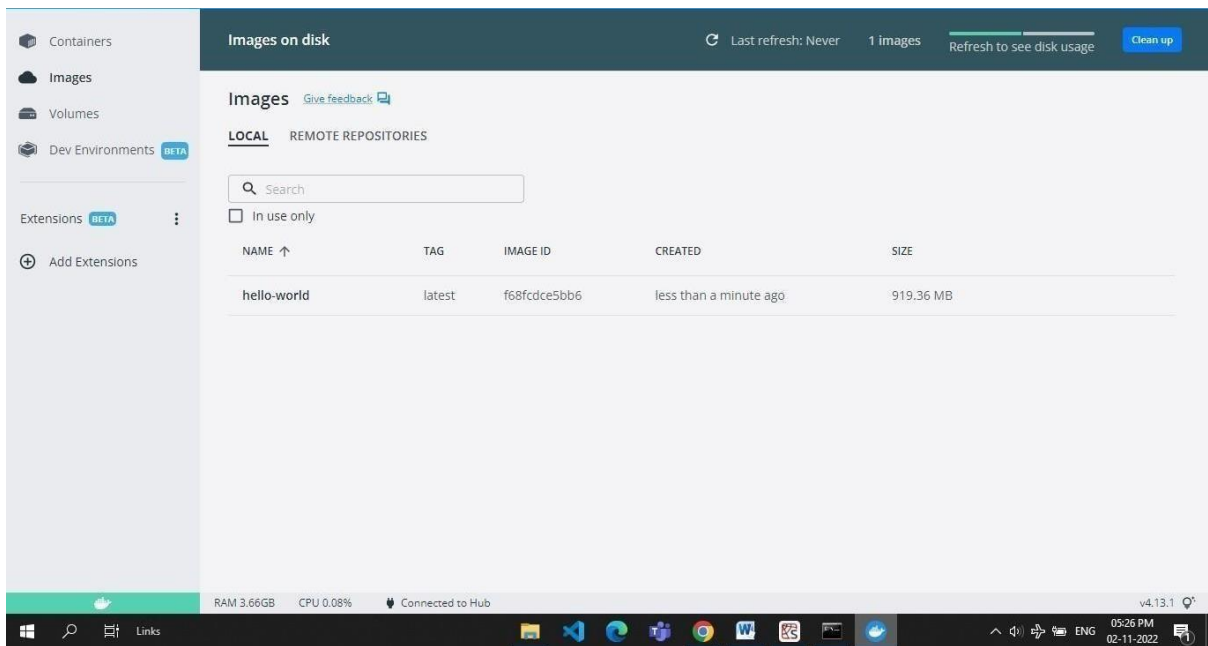 Containers
Images
Volumes
Dev Environments BETA
Extensions BETA
Add Extensions
Images on disk
Last refresh: Never
1 images
Refresh to see disk usage
Clean up
Images Give feedback
LOCAL REMOTE REPOSITORIES
Search
In use only
NAME TAG IMAGE ID CREATED SIZE
hello-world latest f68fcdce5bb6 less than a minute ago 919.36 MB
RAM 3.66GB CPU 0.08% Connected to Hub v4.13.1
Links
ENG
05:26 PM
02-11-2022
1